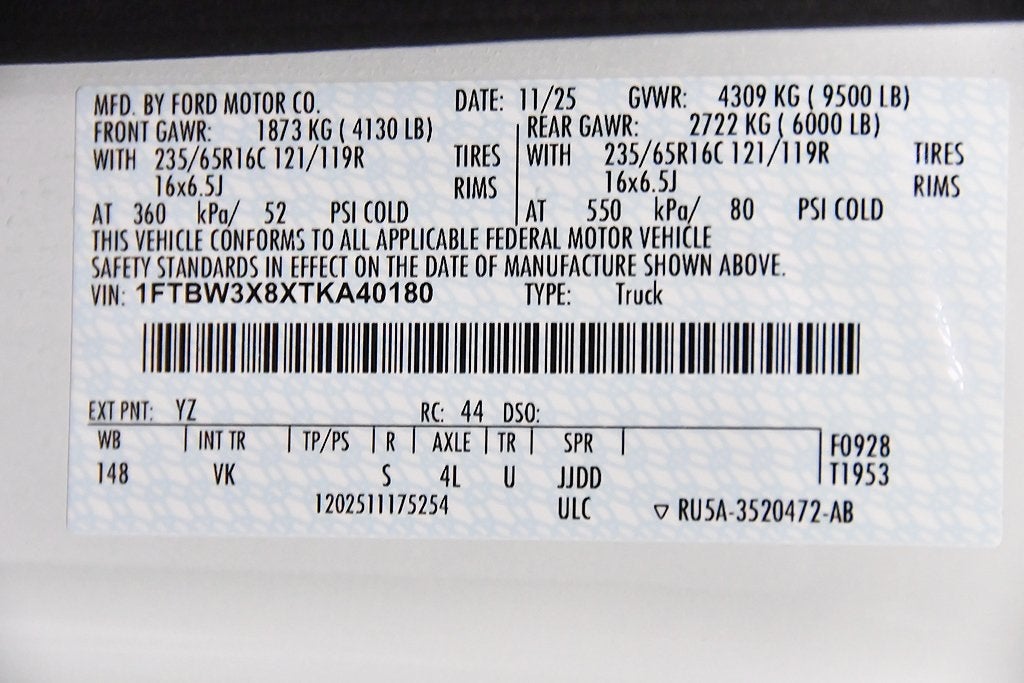 MFD. BY FORD MOTOR CO. DATE: 11/25 GVWR: 4309 KG ( 9500 LB)
FRONT GAWR: 1873 KG ( 4130 LB) REAR GAWR: 2722 KG ( 6000 LB)
WITH 235/65R16C 121/119R TIRES WITH 235/65R16C 121/119R TIRES
16x6.5J RIMS 16x6.5J RIMS
AT 360 kPa/ 52 PSI COLD AT 550 kPa/ 80 PSI COLD
THIS VEHICLE CONFORMS TO ALL APPLICABLE FEDERAL MOTOR VEHICLE
SAFETY STANDARDS IN EFFECT ON THE DATE OF MANUFACTURE SHOWN ABOVE.
VIN: 1FTBW3X8XTKA40180 TYPE: Truck
EXT PNT: YZ RC: 44 DSO:
WB INT TR TP/PS R AXLE TR SPR F0928
148 VK S 4L U JJDD T1953
1202511175254 ULC ▽ RU5A-3520472-AB